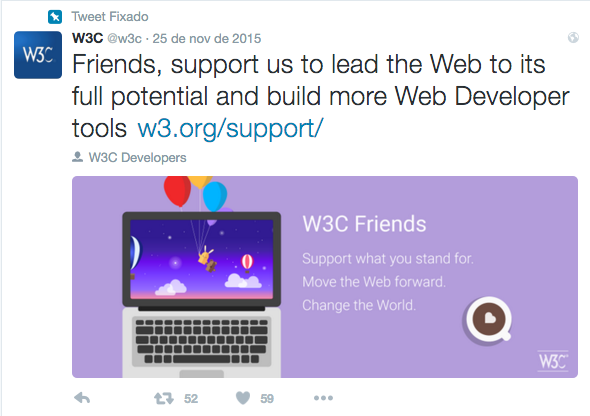 Tweet Fixado
W3C @w3c · 25 de nov de 2015
W3C
Friends, support us to lead the Web to its
full potential and build more Web Developer
tools w3.org/support/
W3C Developers
W3C Friends
Support what you stand for.
Move the Web forward.
Change the World.
W3C
52 59